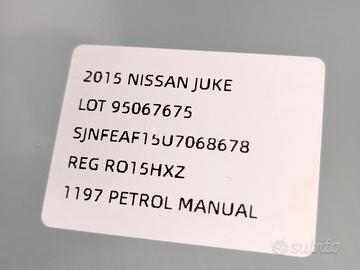 2015 NISSAN JUKE
LOT 95067675
SJNFEAF15U7068678
REG RO15HXZ
1197 PETROL MANUAL
subito